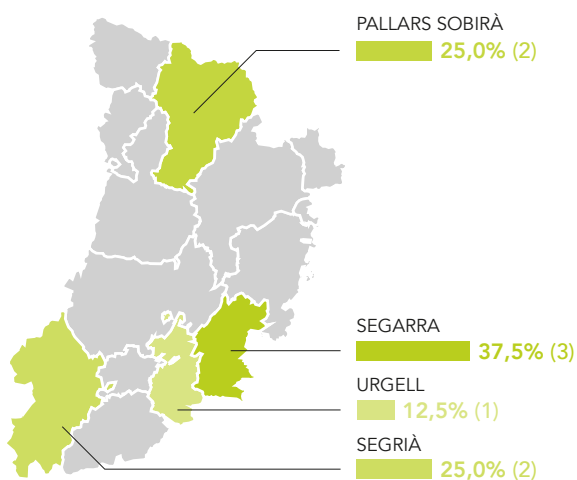 PALLARS SOBIRÀ
25,0% (2)
SEGARRA
37,5% (3)
URGELL
12,5% (1)
SEGRIÀ
25,0% (2)